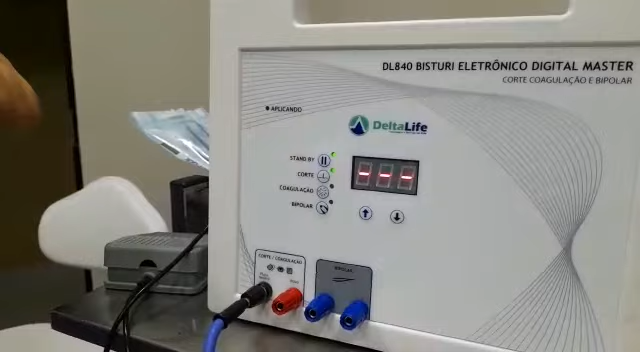 DL840 BISTURI ELETRÔNICO DIGITAL MASTER
CORTE COAGULAÇÃO E BIPOLAR
APLICANDO
DeltaLife
STAND BY
CORTE
COAGULAÇÃO
BIPOLAR
---
CORTE / COAGULAÇÃO
BIPOLAR